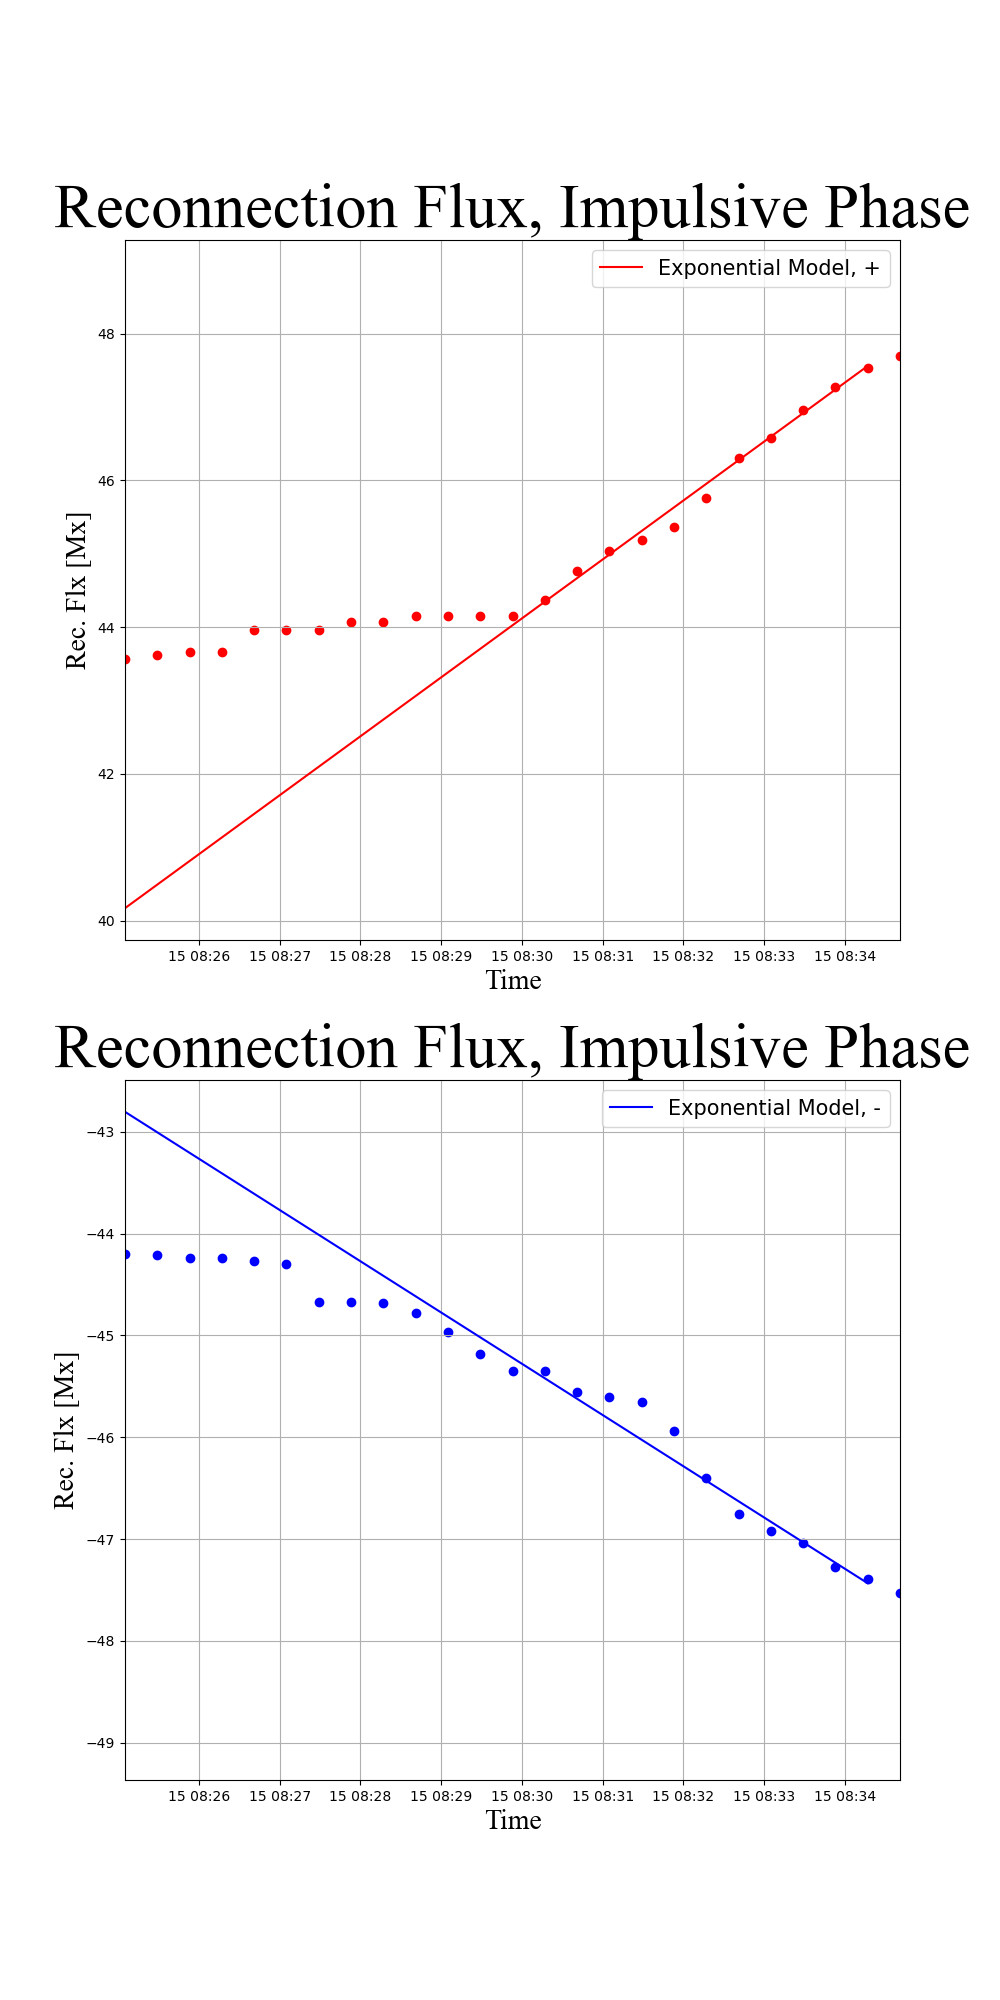 Reconnection Flux, Impulsive Phase
Exponential Model, +
48
46
44
42
40
Rec. Flx [Mx]
15 08:26 15 08:27 15 08:28 15 08:29 15 08:30 15 08:31 15 08:32 15 08:33 15 08:34
Time
Reconnection Flux, Impulsive Phase
Exponential Model, -
−43
−44
−45
−46
−47
−48
−49
Rec. Flx [Mx]
15 08:26 15 08:27 15 08:28 15 08:29 15 08:30 15 08:31 15 08:32 15 08:33 15 08:34
Time